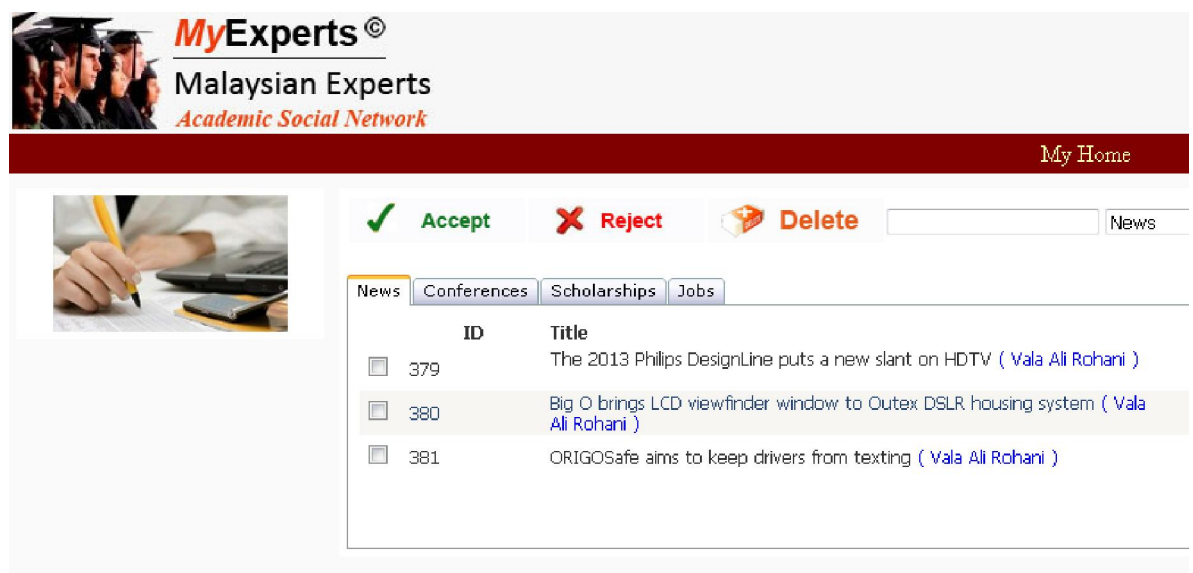 MyExperts ©
Malaysian Experts
Academic Social Network
My Home
Accept Reject Delete News
News Conferences Scholarships Jobs
ID Title
379 The 2013 Philips DesignLine puts a new slant on HDTV ( Vala Ali Rohani )
380 Big O brings LCD viewfinder window to Outex DSLR housing system ( Vala
Ali Rohani )
381 ORIGOSafe aims to keep drivers from texting ( Vala Ali Rohani )